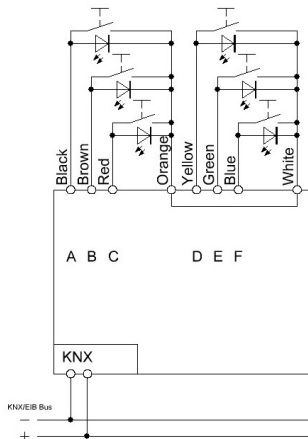 Black Brown Red Orange Yellow Green Blue White
A B C D E F
KNX
KNX/EIB Bus